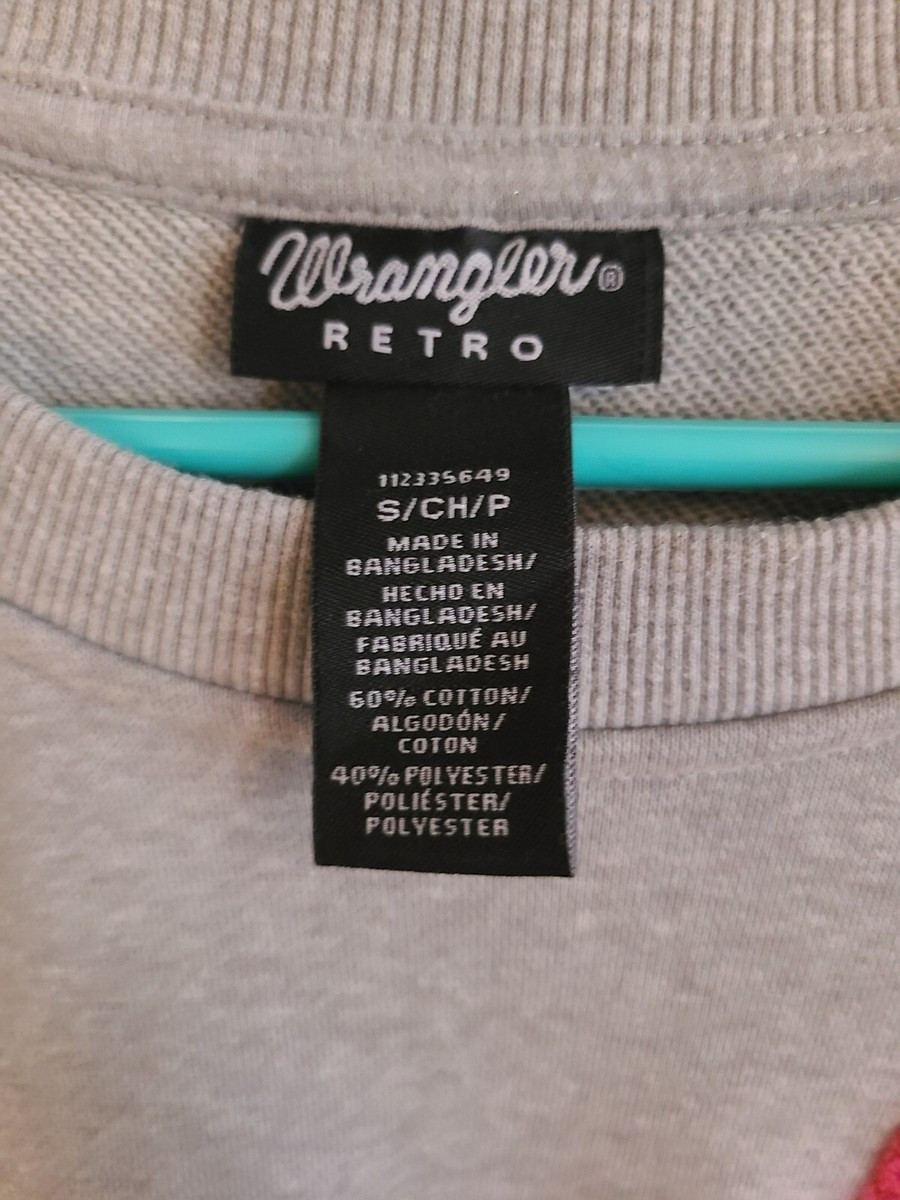 Wrangler®
RETRO
112335649
S/CH/P
MADE IN
BANGLADESH/
HECHO EN
BANGLADESH/
FABRIQUÉ AU
BANGLADESH
60% COTTON/
ALGODÓN/
COTON
40% POLYESTER/
POLIÉSTER/
POLYESTER